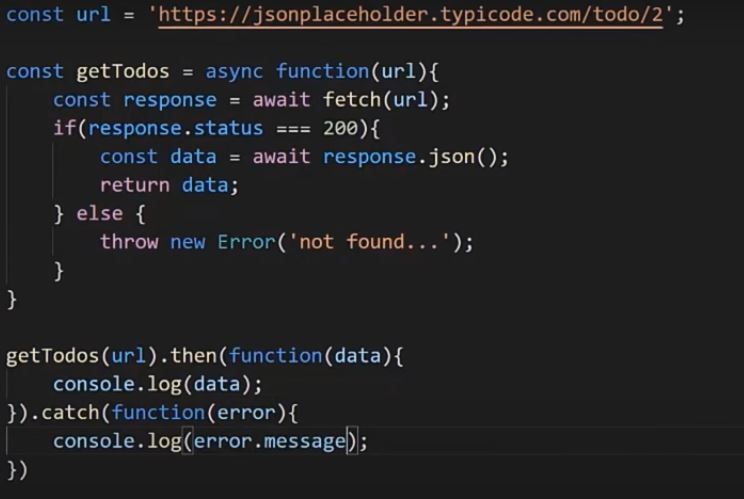 const url = 'https://jsonplaceholder.typicode.com/todo/2';
const getTodos = async function(url){
const response = await fetch(url);
if(response.status === 200){
const data = await response.json();
return data;
} else {
throw new Error('not found...');
}
}
getTodos(url).then(function(data){
console.log(data);
}).catch(function(error){
console.log(error.message);
})